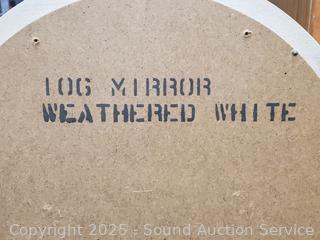 LOG MIRROR
WEATHERED WHITE
Copyright 2025 - Sound Auction Service